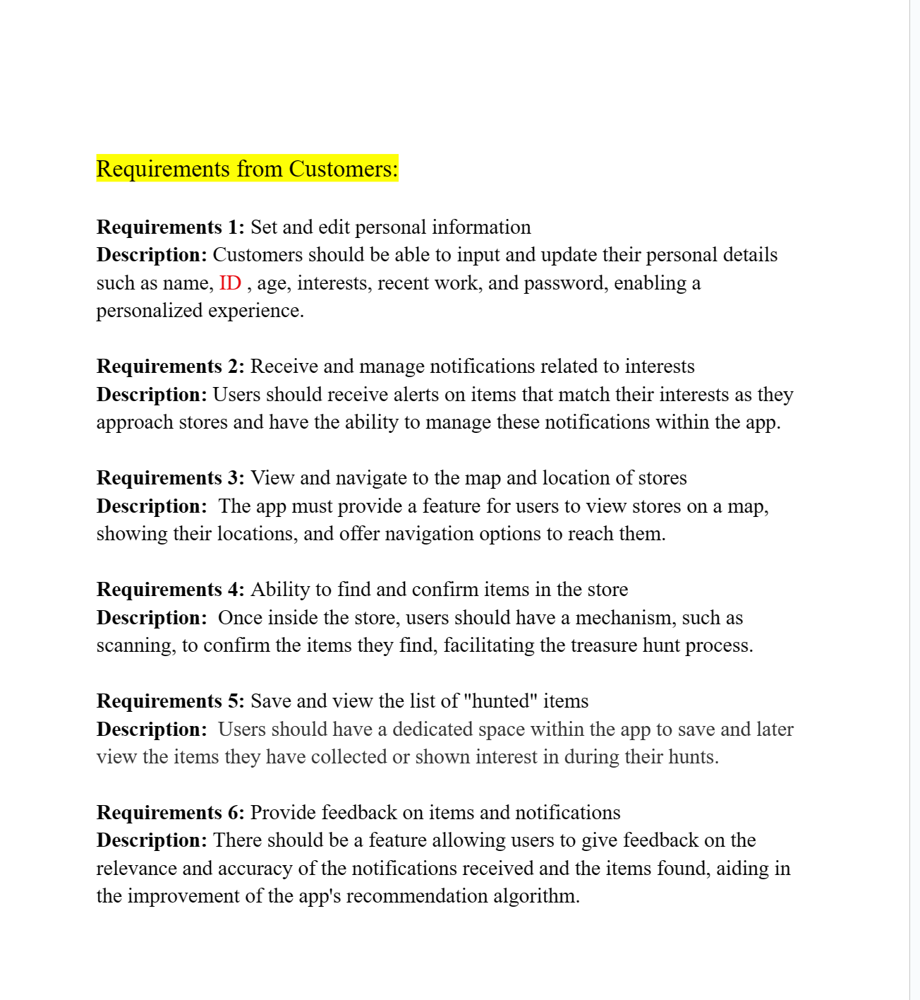 Requirements from Customers:
Requirements 1: Set and edit personal information
Description: Customers should be able to input and update their personal details
such as name, ID , age, interests, recent work, and password, enabling a
personalized experience.
Requirements 2: Receive and manage notifications related to interests
Description: Users should receive alerts on items that match their interests as they
approach stores and have the ability to manage these notifications within the app.
Requirements 3: View and navigate to the map and location of stores
Description:  The app must provide a feature for users to view stores on a map,
showing their locations, and offer navigation options to reach them.
Requirements 4: Ability to find and confirm items in the store
Description:  Once inside the store, users should have a mechanism, such as
scanning, to confirm the items they find, facilitating the treasure hunt process.
Requirements 5: Save and view the list of "hunted" items
Description:  Users should have a dedicated space within the app to save and later
view the items they have collected or shown interest in during their hunts.
Requirements 6: Provide feedback on items and notifications
Description: There should be a feature allowing users to give feedback on the
relevance and accuracy of the notifications received and the items found, aiding in
the improvement of the app's recommendation algorithm.